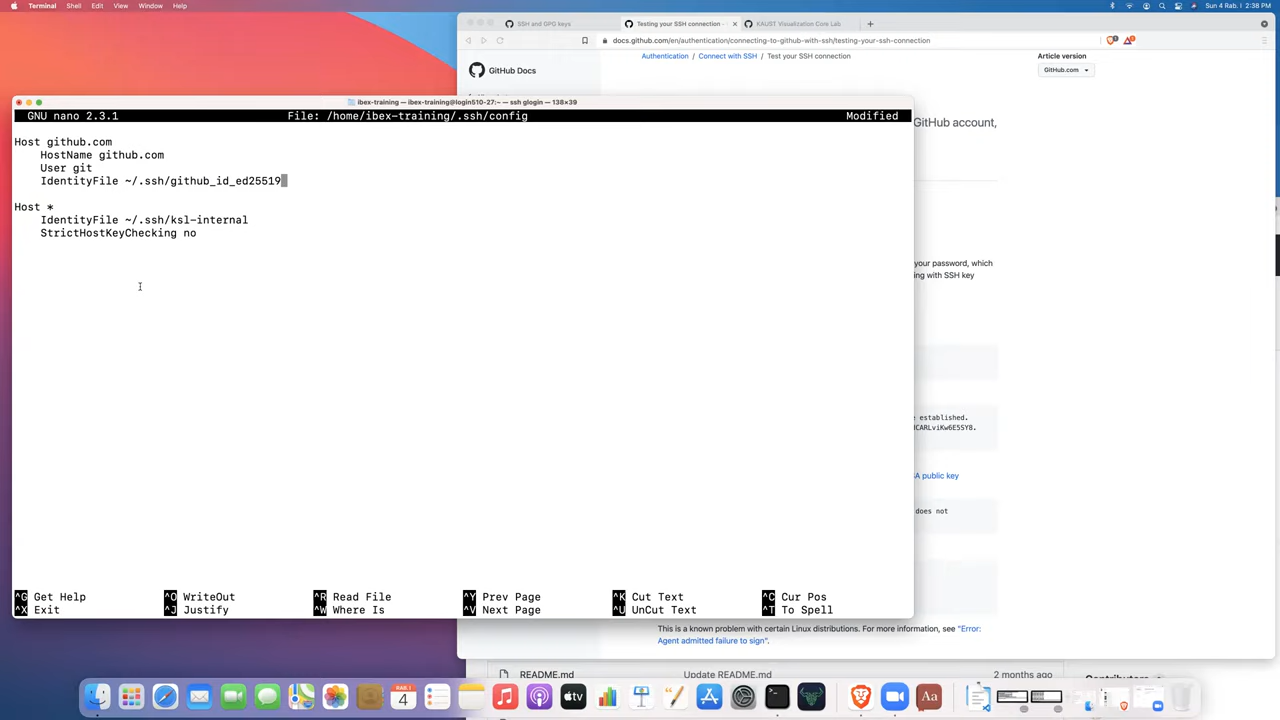 Terminal Shell Edit View Window Help
Sun 4 Rab. I 2:38 PM
SSH and GPG keys
Testing your SSH connection -
KAUST Visualization Core Lab
docs.github.com/en/authentication/connecting-to-github-with-ssh/testing-your-ssh-connection
Authentication / Connect with SSH / Test your SSH connection
Article version
GitHub Docs
GitHub.com
ibex-training — ibex-training@login510-27:~ — ssh glogin — 138×39
GNU nano 2.3.1 File: /home/ibex-training/.ssh/config Modified
GitHub account,
Host github.com
HostName github.com
User git
IdentityFile ~/.ssh/github_id_ed25519
Host *
IdentityFile ~/.ssh/ksl-internal
StrictHostKeyChecking no
your password, which
ing with SSH key
established.
CARLviKw6E5SY8.
SA public key
does not
^G Get Help ^O WriteOut ^R Read File ^Y Prev Page ^K Cut Text ^C Cur Pos
^X Exit ^J Justify ^W Where Is ^V Next Page ^U UnCut Text ^T To Spell
This is a known problem with certain Linux distributions. For more information, see "Error:
Agent admitted failure to sign".
README.md Update README.md 2 months ago
Contributors
RAB I
4
tv
Aa